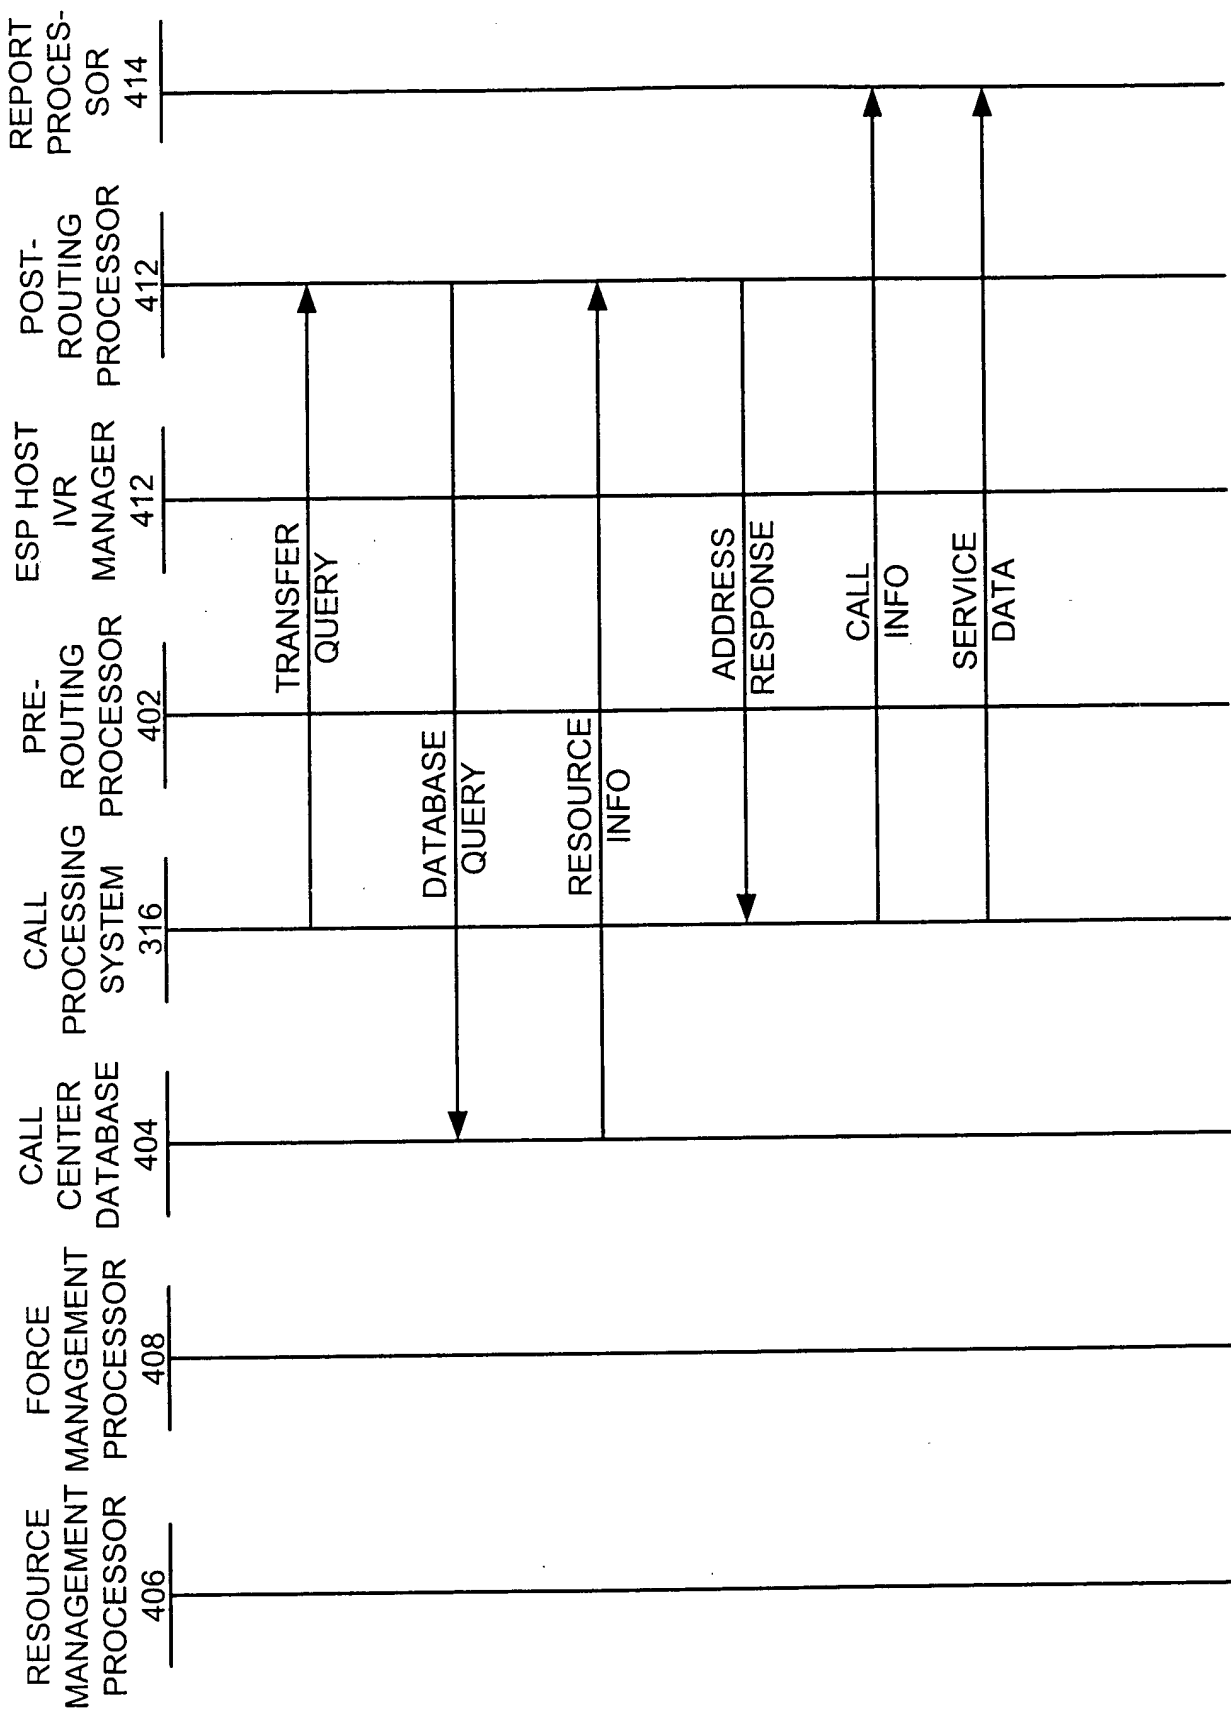 RESOURCE
MANAGEMENT
PROCESSOR
406
FORCE
MANAGEMENT
PROCESSOR
408
CALL
CENTER
DATABASE
404
CALL
PROCESSING
SYSTEM
316
PRE-
ROUTING
PROCESSOR
402
ESP HOST
IVR
MANAGER
412
POST-
ROUTING
PROCESSOR
412
REPORT
PROCES-
SOR
414
TRANSFER
QUERY
DATABASE
QUERY
RESOURCE
INFO
ADDRESS
RESPONSE
CALL
INFO
SERVICE
DATA